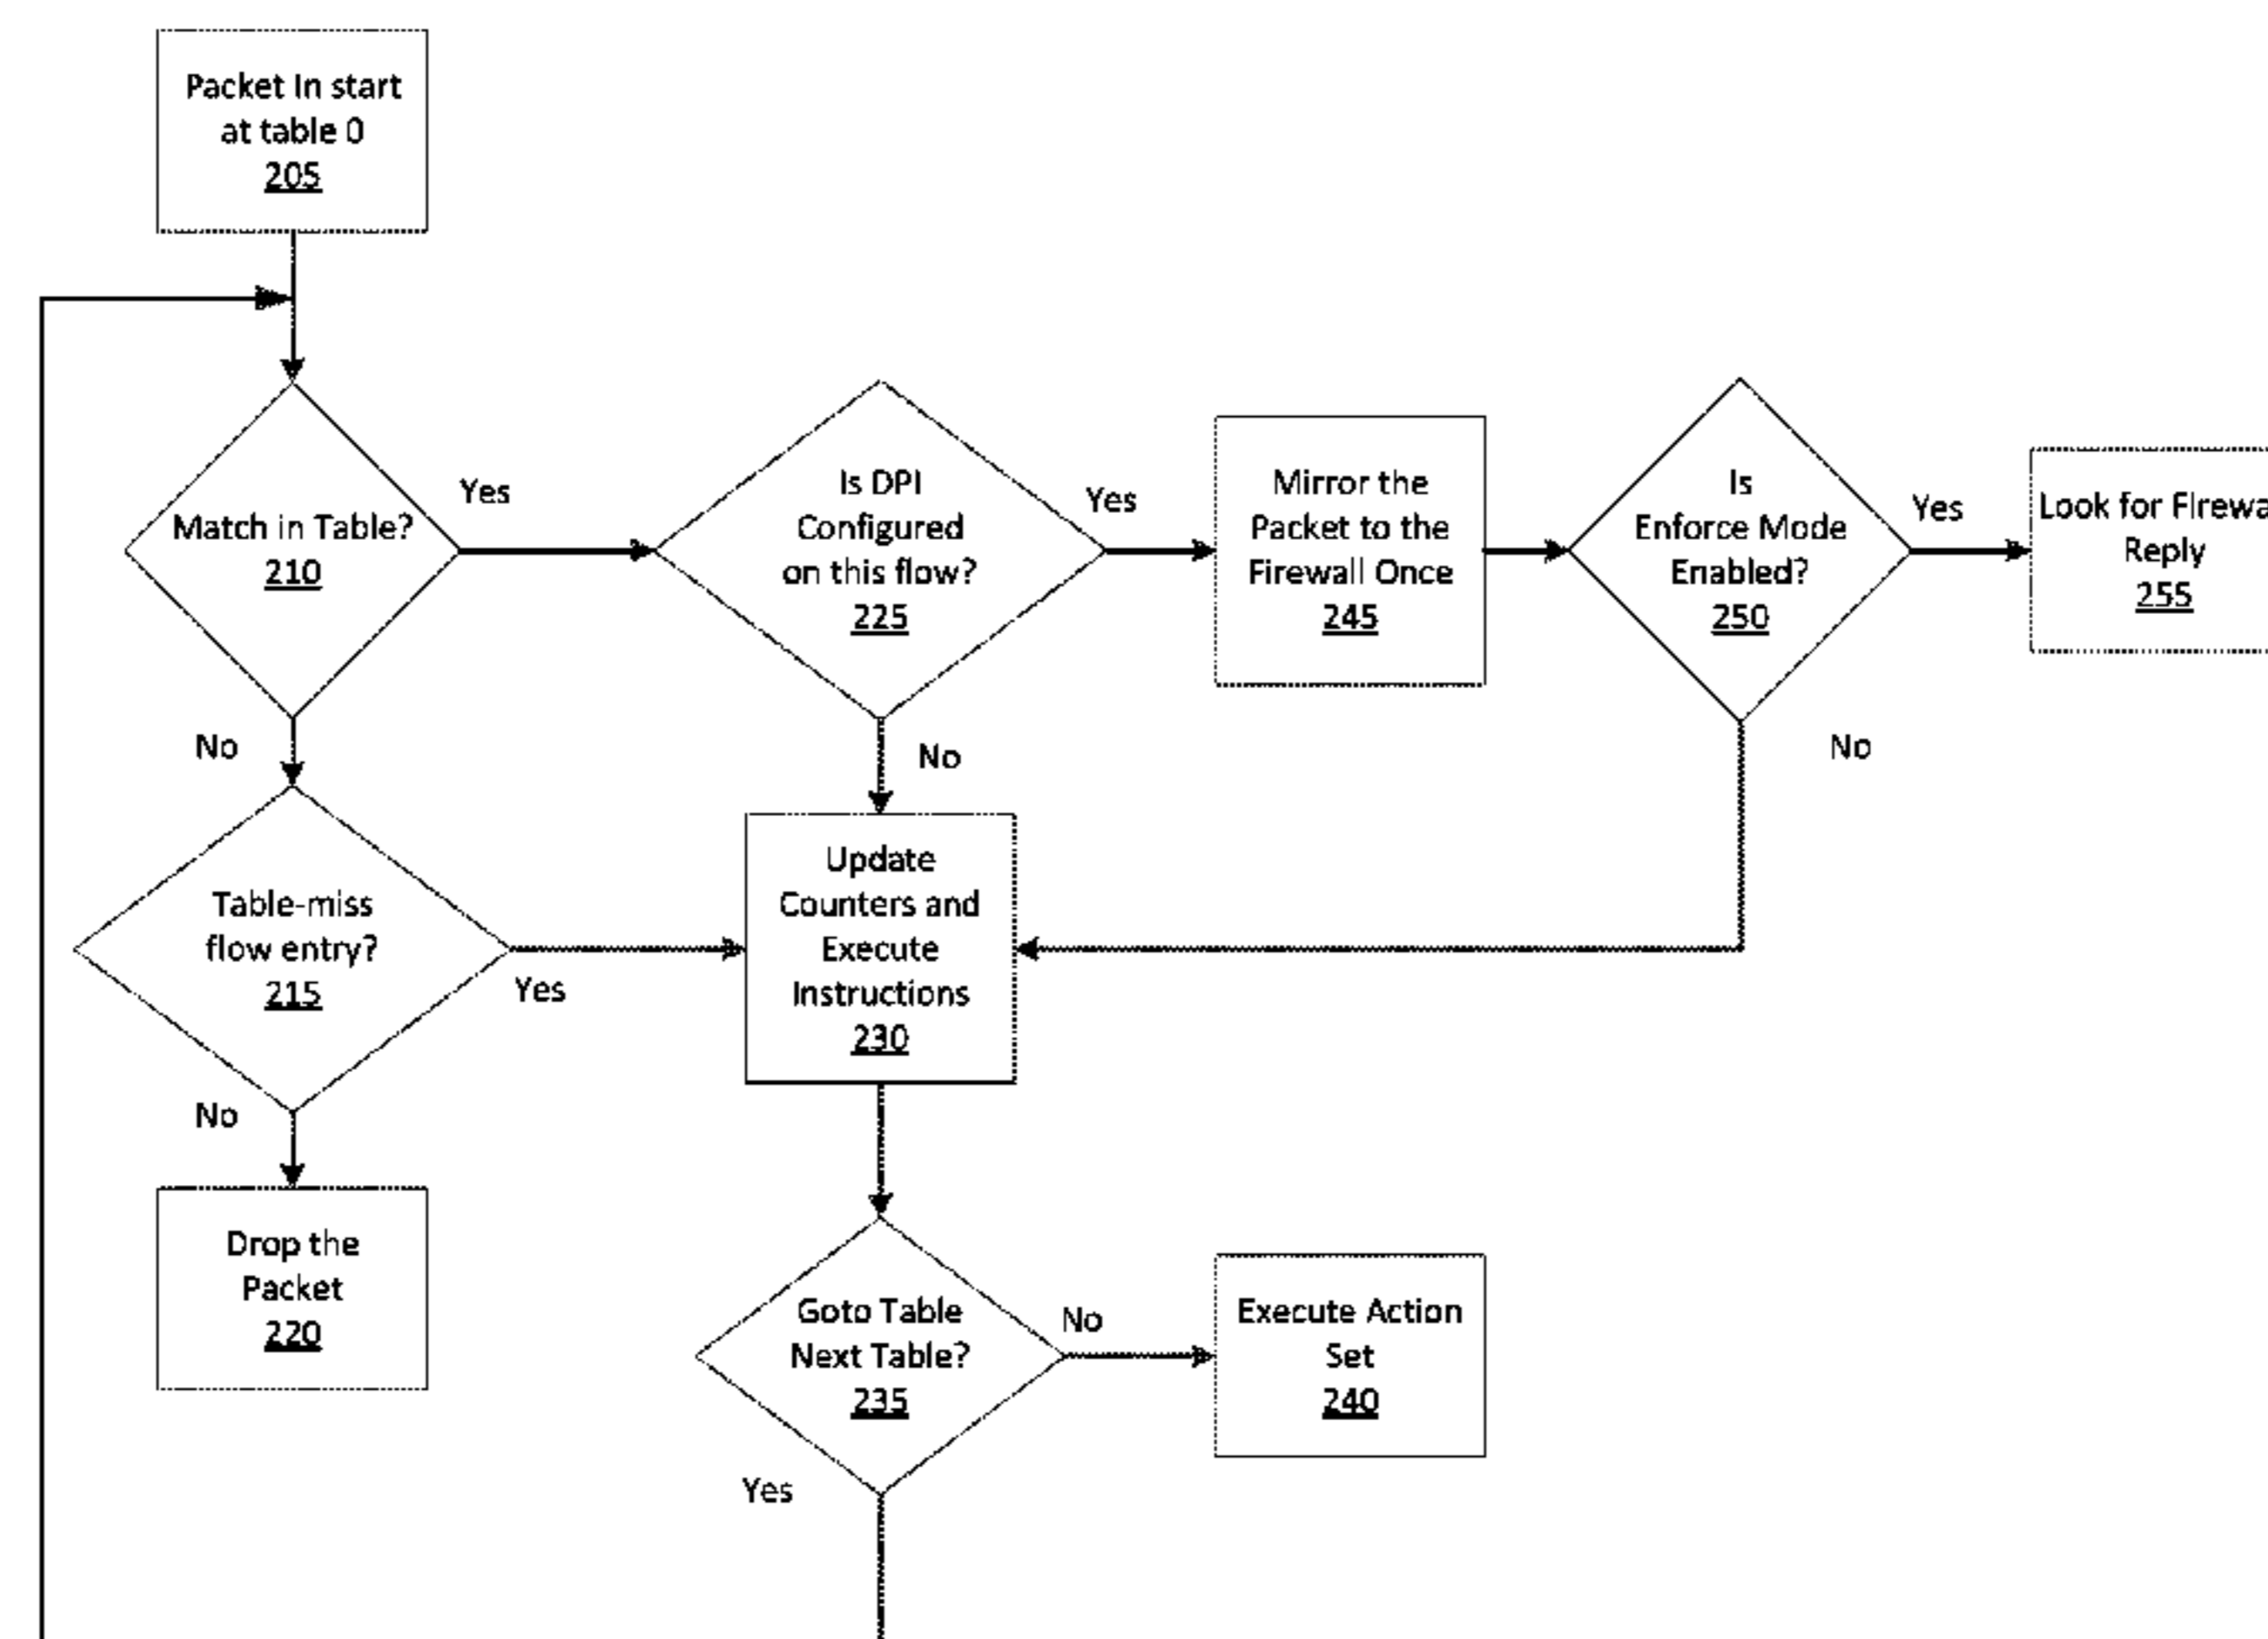 Packet In start
at table 0
205
Match in Table?
210
Yes
Is DPI
Configured
on this flow?
225
Yes
Mirror the
Packet to the
Firewall Once
245
Is
Enforce Mode
Enabled?
250
Yes
Look for
Reply
255
No
No
No
Table-miss
flow entry?
215
Yes
Update
Counters and
Execute
Instructions
230
No
Drop the
Packet
220
Goto Table
Next Table?
235
No
Execute Action
Set
240
Yes